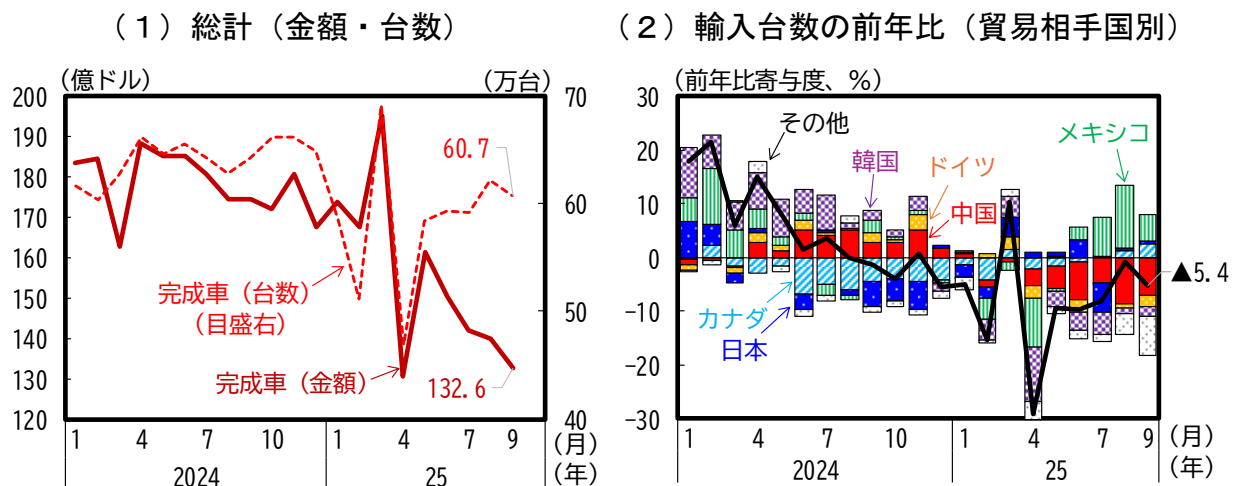 （１）総計（金額・台数）
（億ドル）
（万台）
200
190
180
170
160
150
140
130
120
70
60
50
40
60.7
132.6
完成車（台数）
（目盛右）
完成車（金額）
1 4 7 10 1 4 7 9 （月）
2024 25 （年）
（２）輸入台数の前年比（貿易相手国別）
（前年比寄与度、%）
30
20
10
0
-10
-20
-30
その他
韓国
ドイツ
メキシコ
中国
カナダ
日本
▲5.4
1 4 7 10 1 4 7 9 （月）
2024 25 （年）